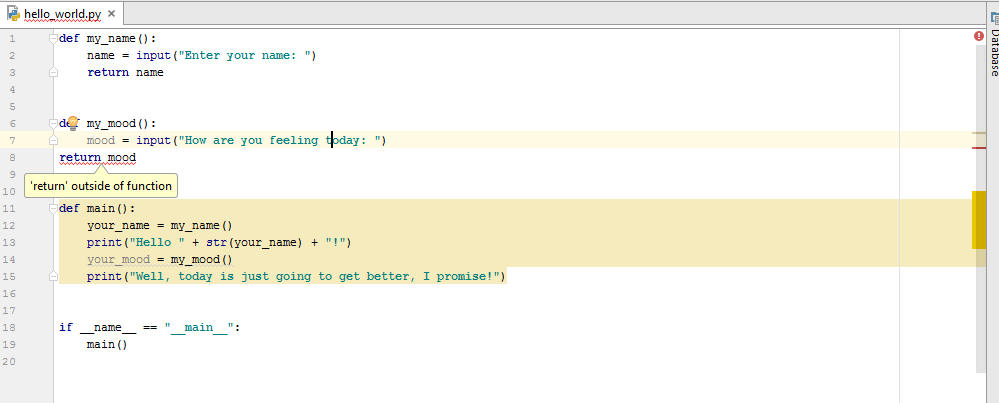 hello_world.py
Database
1 def my_name():
2     name = input("Enter your name: ")
3     return name
4
5
6 def my_mood():
7     mood = input("How are you feeling today: ")
8 return mood
'return' outside of function
9
10
11 def main():
12     your_name = my_name()
13     print("Hello " + str(your_name) + "!")
14     your_mood = my_mood()
15     print("Well, today is just going to get better, I promise!")
16
17
18 if __name__ == "__main__":
19     main()
20